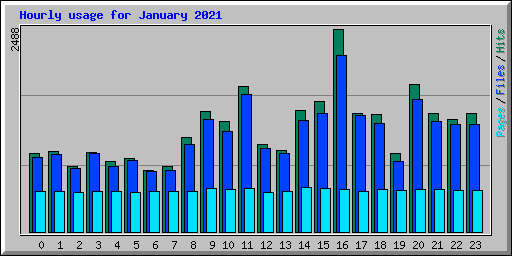 Hourly usage for January 2021
2488
Pages/Files/Hits
0 1 2 3 4 5 6 7 8 9 10 11 12 13 14 15 16 17 18 19 20 21 22 23